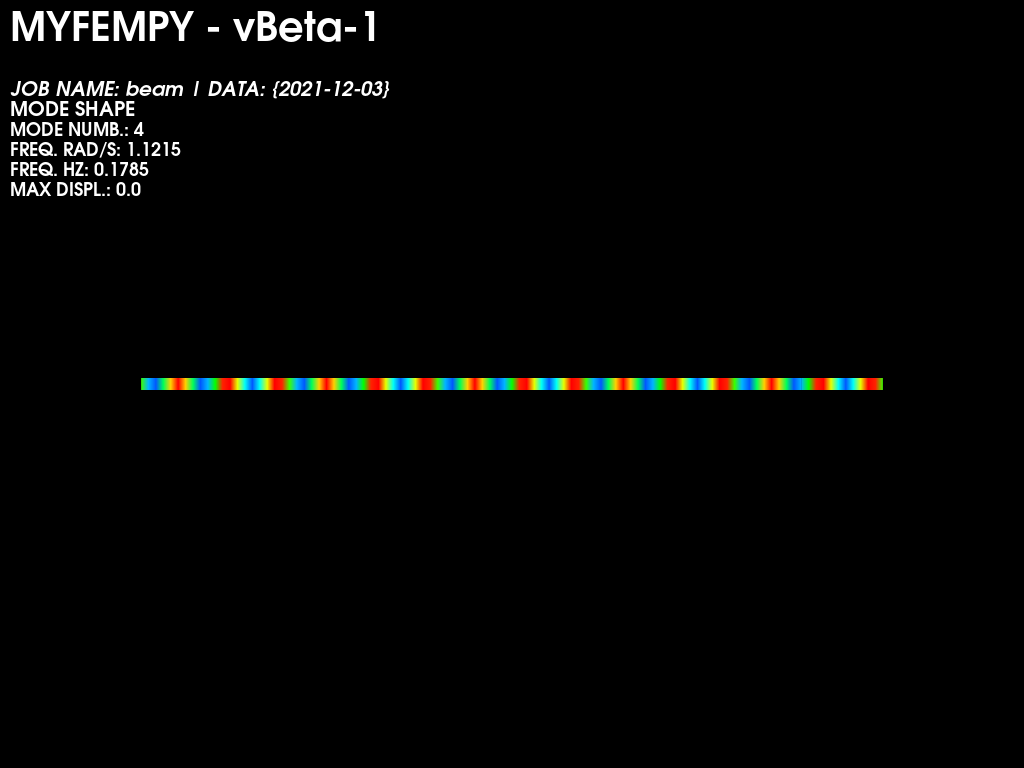 MYFEMPY - vBeta-1
JOB NAME: beam | DATA: {2021-12-03}
MODE SHAPE
MODE NUMB.: 4
FREQ. RAD/S: 1.1215
FREQ. HZ: 0.1785
MAX DISPL.: 0.0